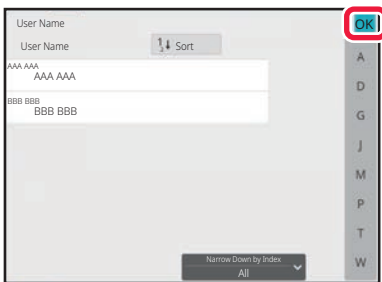 User Name
OK
User Name
Sort
A
AAA AAA
AAA AAA
D
BBB BBB
BBB BBB
G
J
M
P
T
Narrow Down by Index
W
All